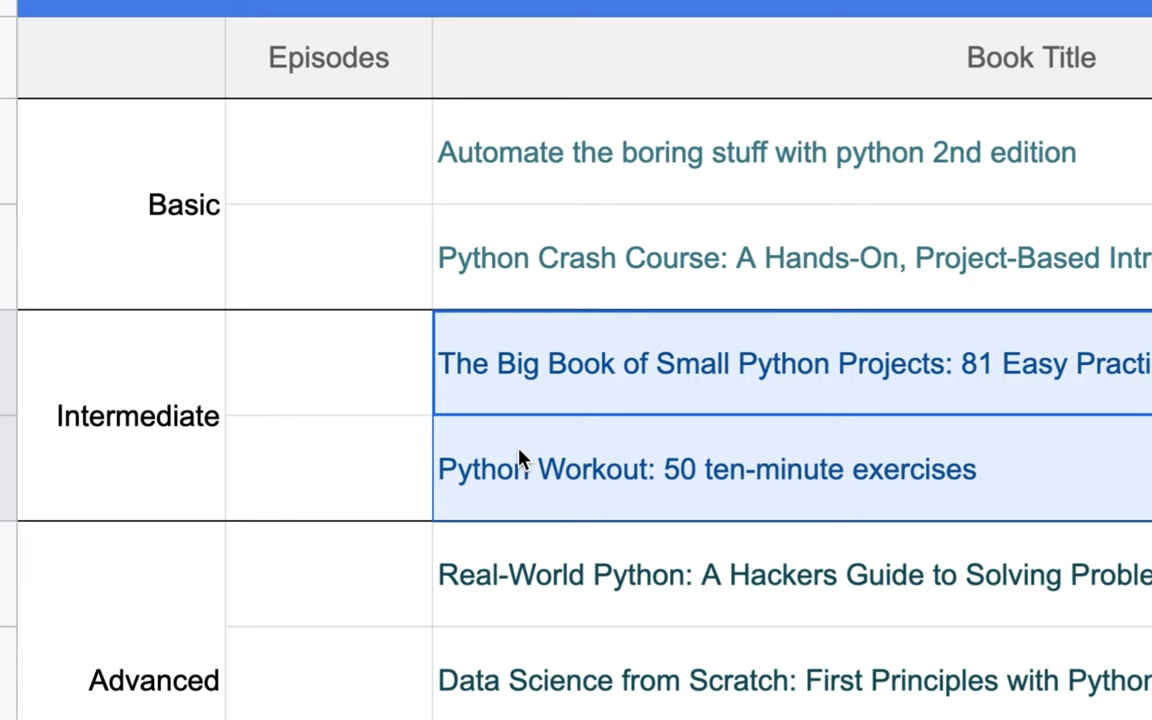 Episodes
Book Title
Automate the boring stuff with python 2nd edition
Basic
Python Crash Course: A Hands-On, Project-Based
The Big Book of Small Python Projects: 81 Easy
Intermediate
Python Workout: 50 ten-minute exercises
Real-World Python: A Hackers Guide to Solving
Advanced
Data Science from Scratch: First Principles with